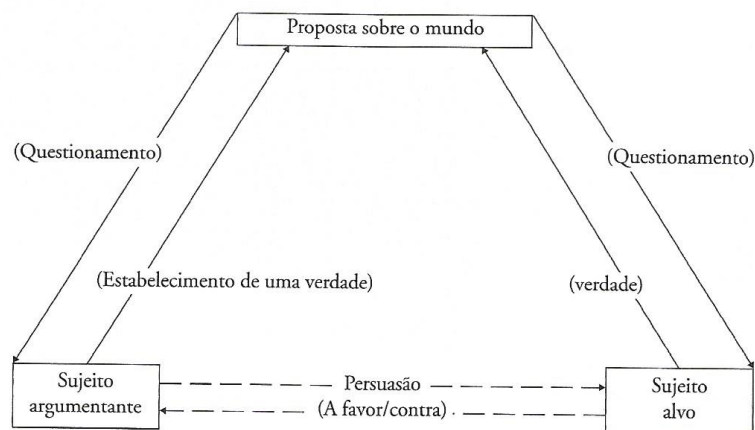 Proposta sobre o mundo
(Questionamento)
(Questionamento)
(Estabelecimento de uma verdade)
(verdade)
Sujeito
argumentante
Persuasão
(A favor/contra)
Sujeito
alvo